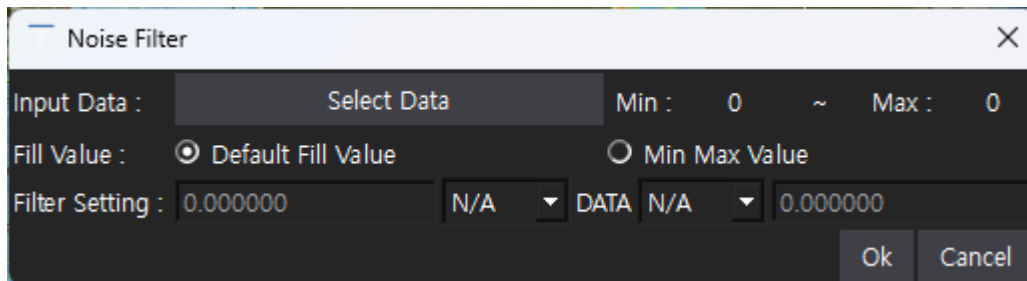 Noise Filter
Input Data : Select Data Min : 0 ~ Max : 0
Fill Value : Default Fill Value Min Max Value
Filter Setting : 0.000000 N/A DATA N/A 0.000000
Ok Cancel